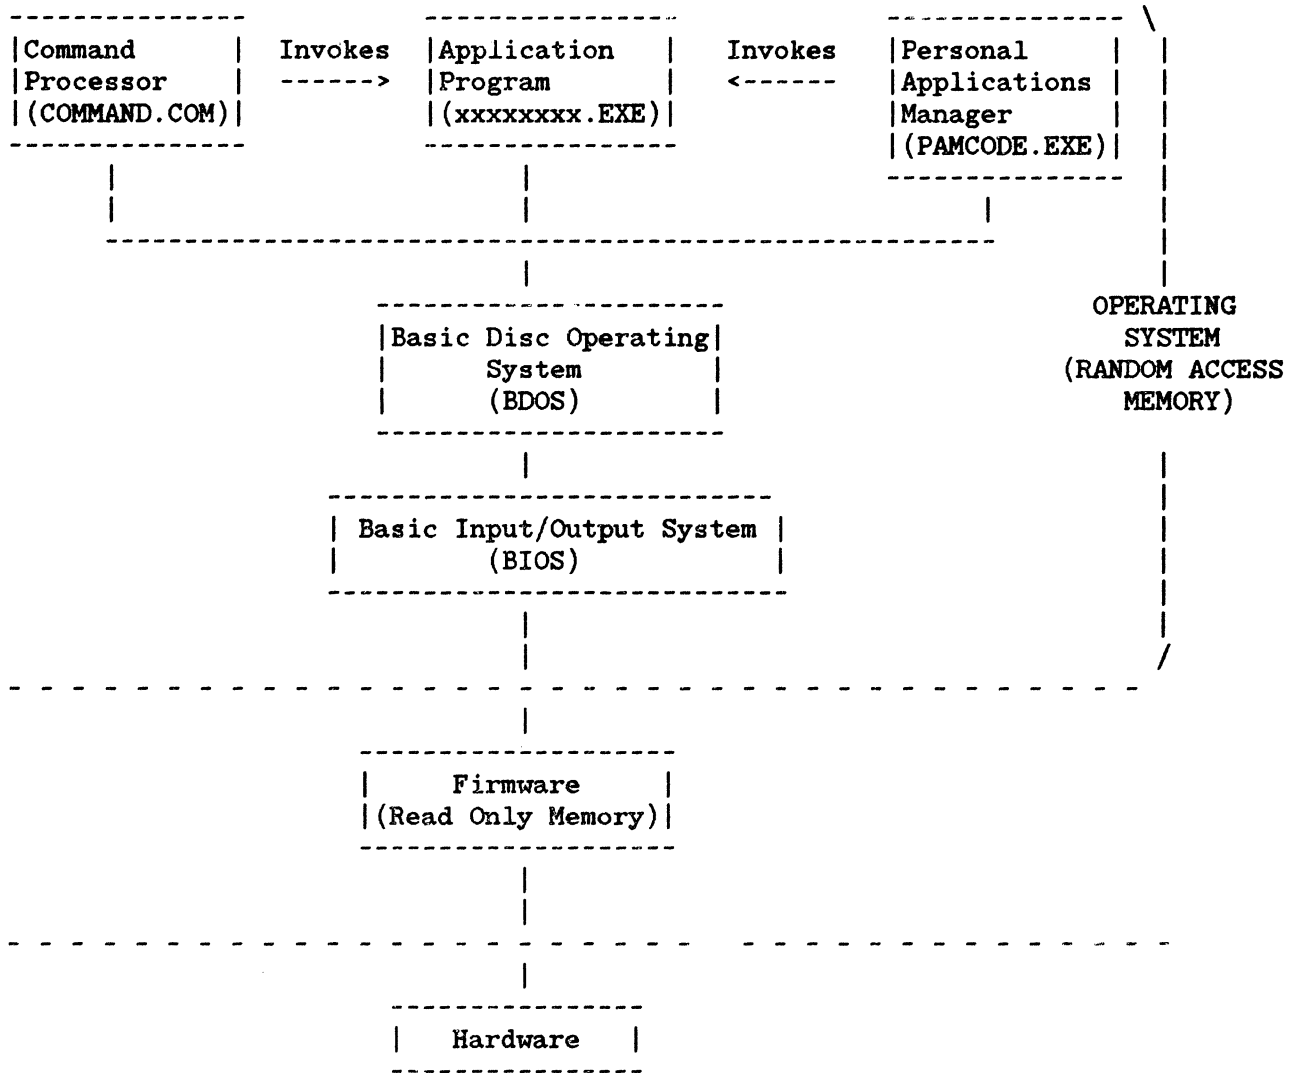 Command
Processor
(COMMAND.COM)
Invokes
------>
Application
Program
(xxxxxxxx.EXE)
Invokes
<------
Personal
Applications
Manager
(PAMCODE.EXE)
OPERATING
SYSTEM
(RANDOM ACCESS
MEMORY)
Basic Disc Operating
System
(BDOS)
Basic Input/Output System
(BIOS)
Firmware
(Read Only Memory)
Hardware